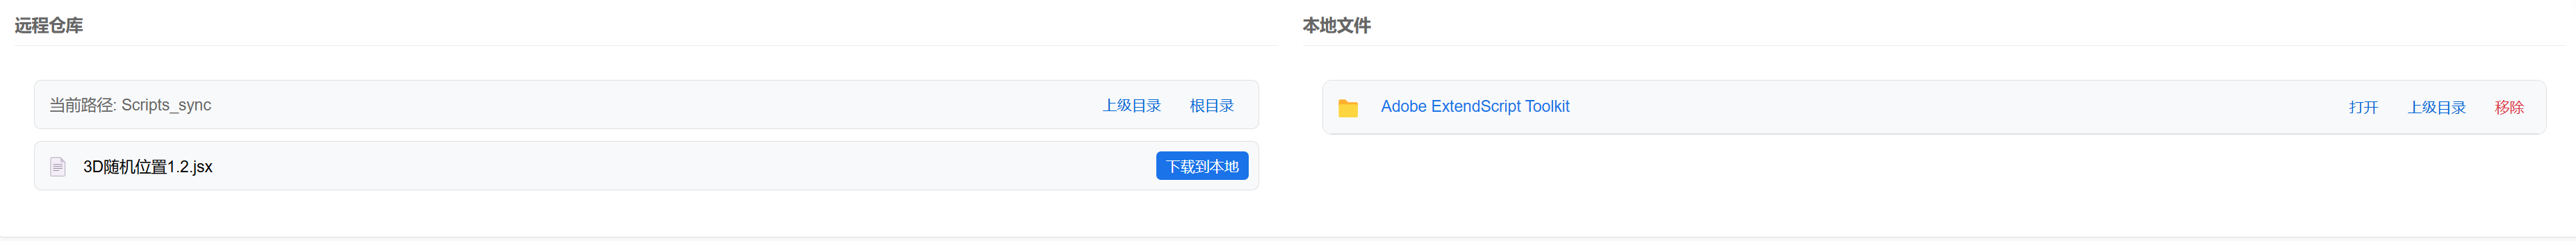 远程仓库
当前路径: Scripts_sync 上级目录 根目录
3D随机位置1.2.jsx 下载到本地
本地文件
Adobe ExtendScript Toolkit 打开 上级目录 移除